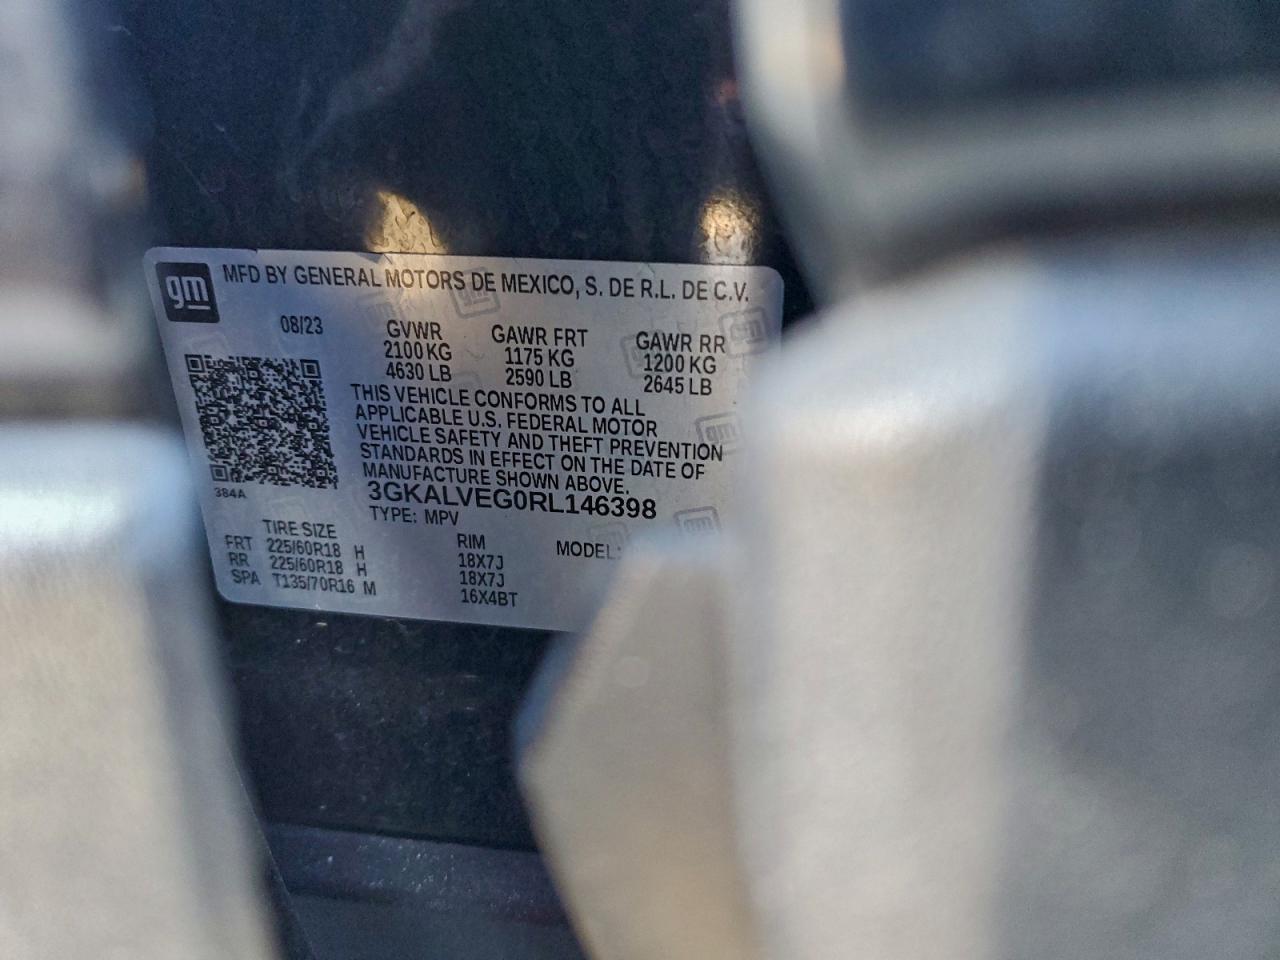 gm MFD BY GENERAL MOTORS DE MEXICO, S. DE R.L. DE C.V.
08/23 GVWR GAWR FRT GAWR RR
2100 KG 1175 KG 1200 KG
4630 LB 2590 LB 2645 LB
THIS VEHICLE CONFORMS TO ALL
APPLICABLE U.S. FEDERAL MOTOR
VEHICLE SAFETY AND THEFT PREVENTION
STANDARDS IN EFFECT ON THE DATE OF
MANUFACTURE SHOWN ABOVE.
384A
3GKALVEG0RL146398
TYPE: MPV
TIRE SIZE RIM MODEL:
FRT 225/60R18 H 18X7J
RR 225/60R18 H 18X7J
SPA T135/70R16 M 16X4BT